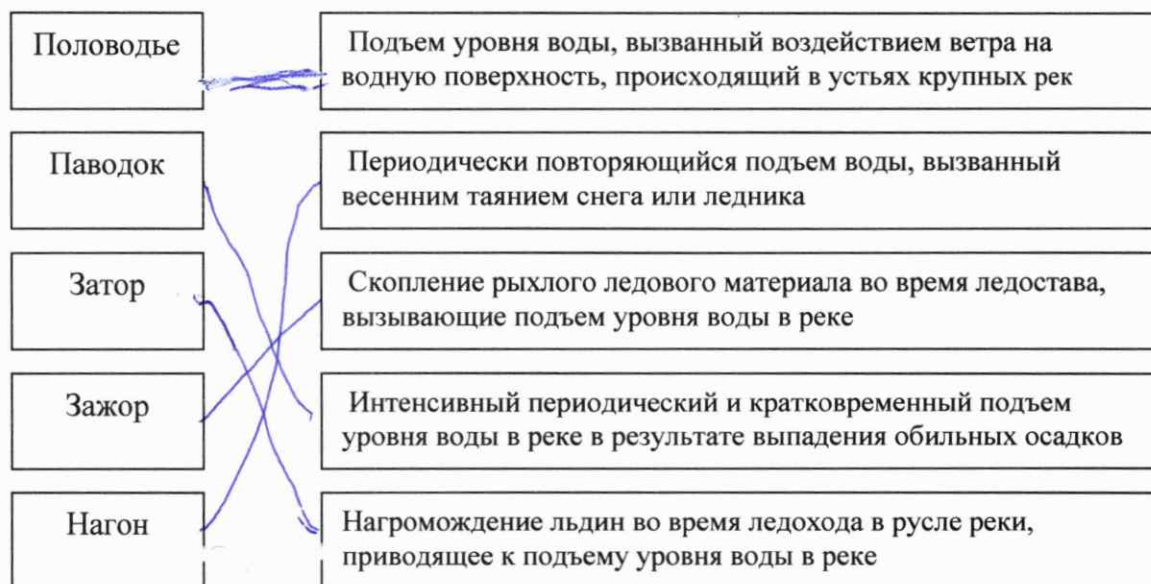 Половодье
Подъем уровня воды, вызванный воздействием ветра на
водную поверхность, происходящий в устьях крупных рек
Паводок
Периодически повторяющийся подъем воды, вызванный
весенним таянием снега или ледника
Затор
Скопление рыхлого ледового материала во время ледостава,
вызывающие подъем уровня воды в реке
Зажор
Интенсивный периодический и кратковременный подъем
уровня воды в реке в результате выпадения обильных осадков
Нагон
Нагромождение льдин во время ледохода в русле реки,
приводящее к подъему уровня воды в реке